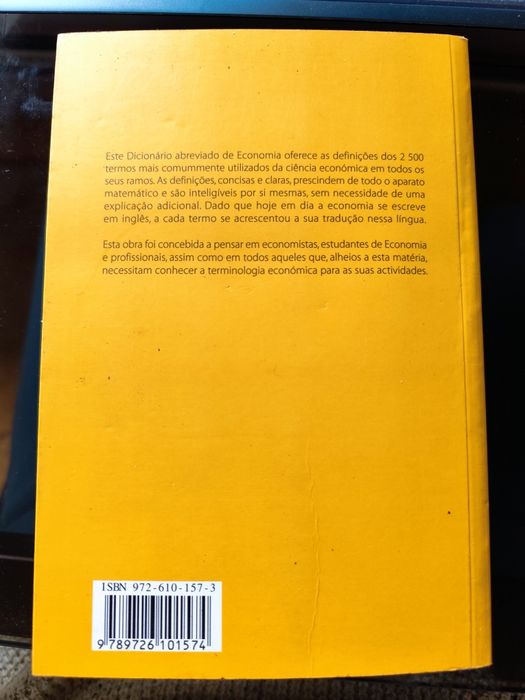 Este Dicionário abreviado de Economia oferece as definições dos 2 500
termos mais comummente utilizados da ciência económica em todos os
seus ramos. As definições, concisas e claras, prescindem de todo o aparato
matemático e são inteligíveis por si mesmas, sem necessidade de uma
explicação adicional. Dado que hoje em dia a economia se escreve
em inglês, a cada termo se acrescentou a sua tradução nessa língua.
Esta obra foi concebida a pensar em economistas, estudantes de Economia
e profissionais, assim como em todos aqueles que, alheios a esta matéria,
necessitam conhecer a terminologia económica para as suas actividades.
ISBN 972-610-157-3
9 789726 101574